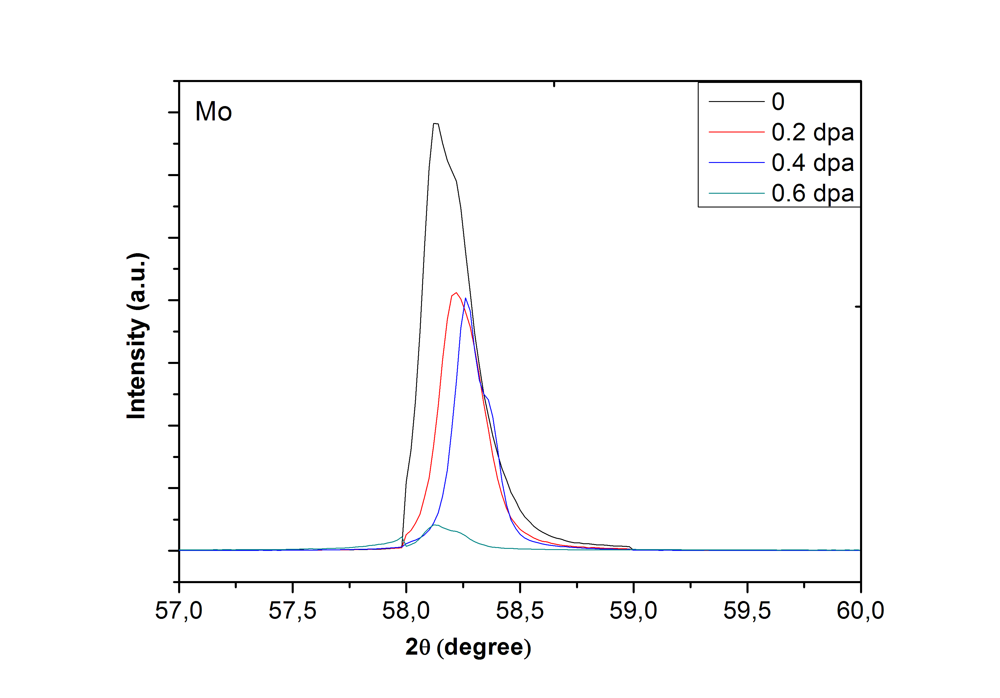 Mo
0
0.2 dpa
0.4 dpa
0.6 dpa
Intensity (a.u.)
57,0 57,5 58,0 58,5 59,0 59,5 60,0
2θ (degree)